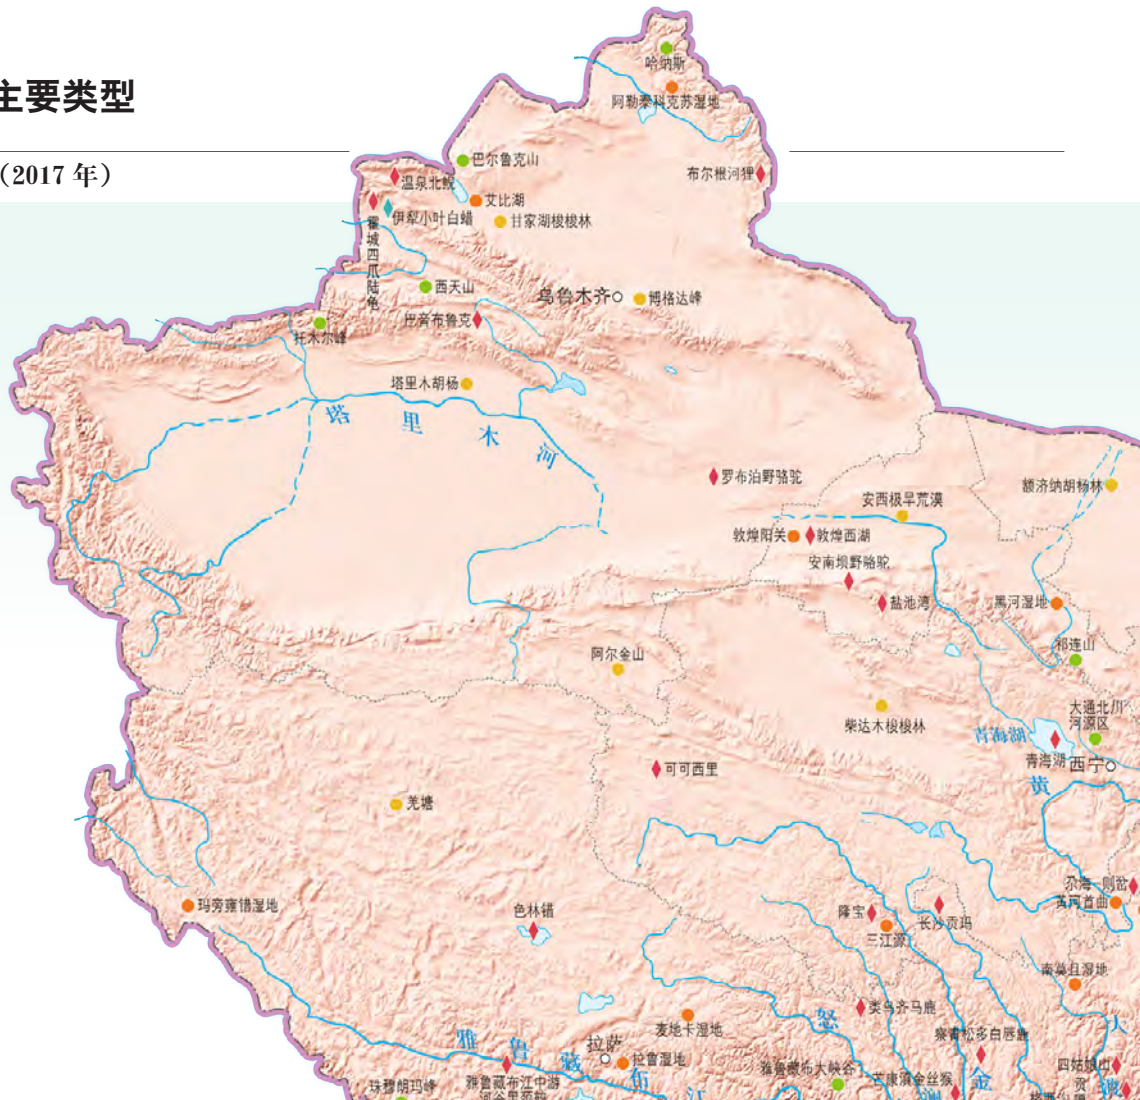 主要类型
（2017 年）
哈纳斯
阿勒泰科克苏湿地
巴尔鲁克山
布尔根河狸
温泉北鲵
艾比湖
伊犁小叶白蜡
甘家湖梭梭林
霍城四爪陆龟
西天山
乌鲁木齐
博格达峰
巴音布鲁克
托木尔峰
塔里木胡杨
塔里木河
罗布泊野骆驼
额济纳胡杨林
安西极旱荒漠
敦煌阳关
敦煌西湖
安南坝野骆驼
盐池湾
黑河湿地
祁连山
阿尔金山
柴达木梭梭林
大通北川
河源区
青海湖
青海湖
西宁
黄
可可西里
羌塘
尕海—则岔
黄河首曲
玛旁雍错湿地
色林错
隆宝
三江源
长沙贡玛
南莫且湿地
类乌齐马鹿
麦地卡湿地
怒
大
察青松多白唇鹿
雅鲁藏布江
拉萨
拉鲁湿地
雅鲁藏布大峡谷
四姑娘山
珠穆朗玛峰
雅鲁藏布江中游
河谷黑颈鹤
芒康滇金丝猴
金
澜
贡
渡